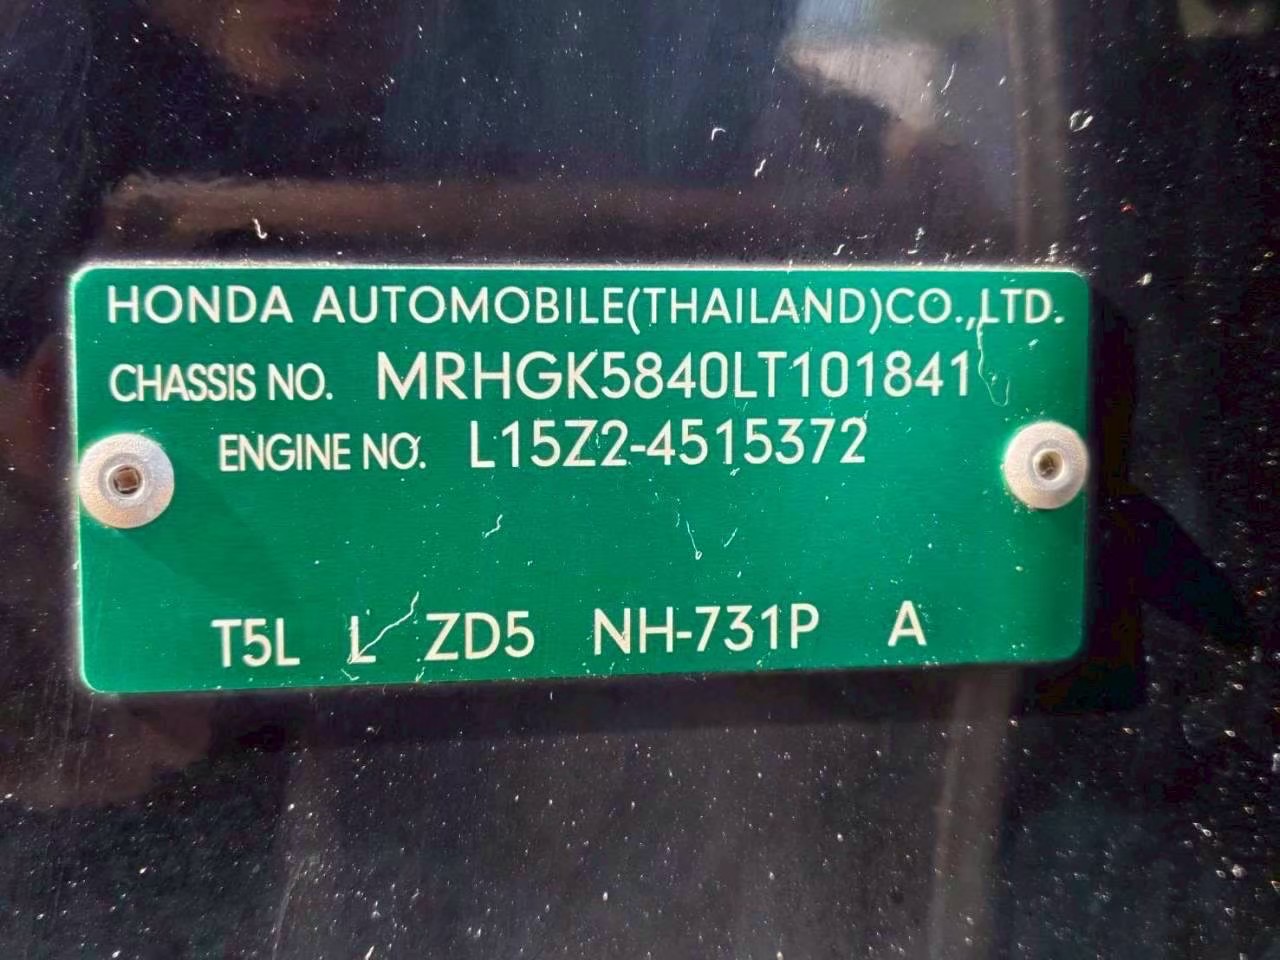 HONDA AUTOMOBILE(THAILAND)CO.,LTD.
CHASSIS NO. MRHGK5840LT101841
ENGINE NO. L15Z2-4515372
T5L L ZD5 NH-731P A